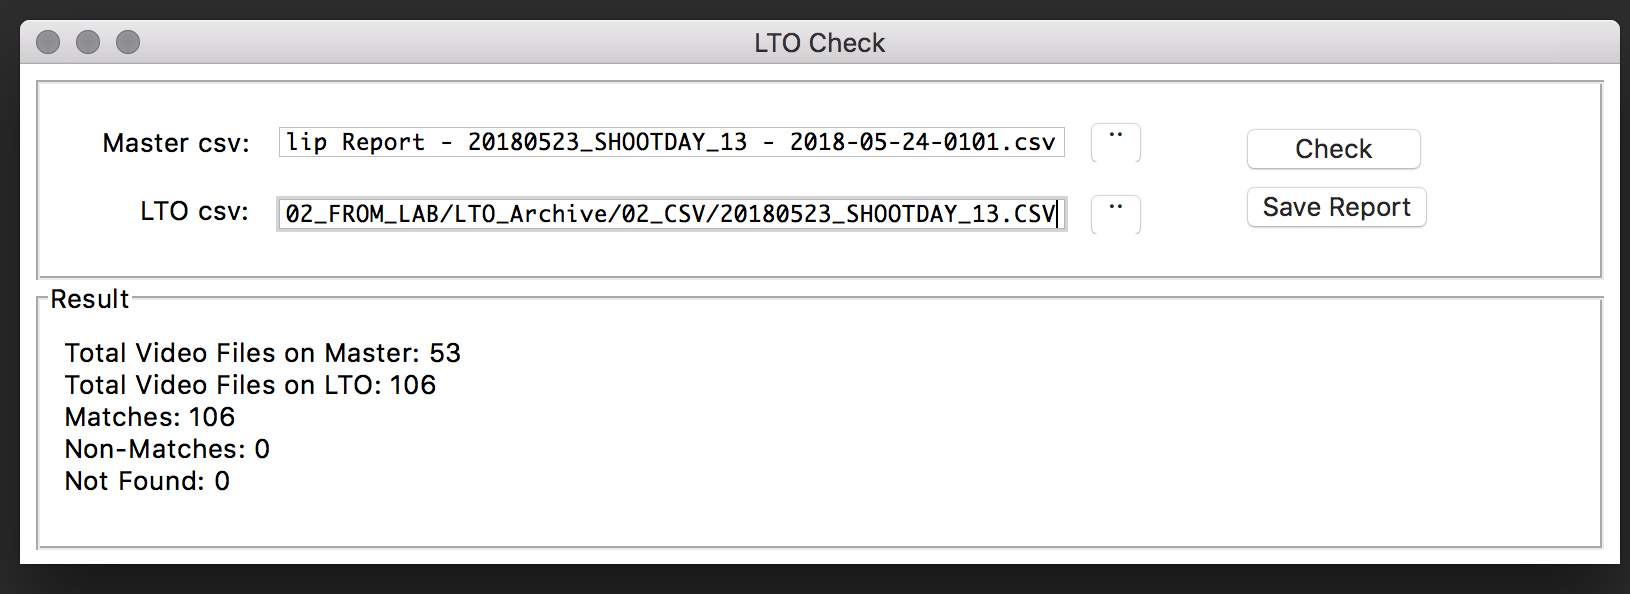 LTO Check
Master csv: lip Report - 20180523_SHOOTDAY_13 - 2018-05-24-0101.csv .. Check
LTO csv: 02_FROM_LAB/LTO_Archive/02_CSV/20180523_SHOOTDAY_13.CSV .. Save Report
Result
Total Video Files on Master: 53
Total Video Files on LTO: 106
Matches: 106
Non-Matches: 0
Not Found: 0